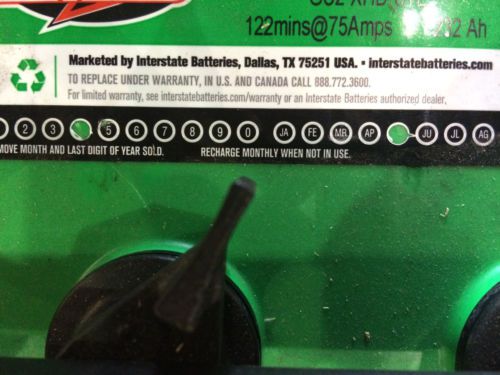 122mins@75Amps 232 Ah
Marketed by Interstate Batteries, Dallas, TX 75251 USA. • interstatebatteries.com
TO REPLACE UNDER WARRANTY, IN U.S. AND CANADA CALL 888.772.3600.
For limited warranty, see interstatebatteries.com/warranty or an Interstate Batteries authorized dealer.
2 3 5 6 7 8 9 0 JA FE MR AP JU JL AG
MOVE MONTH AND LAST DIGIT OF YEAR SOLD. RECHARGE MONTHLY WHEN NOT IN USE.